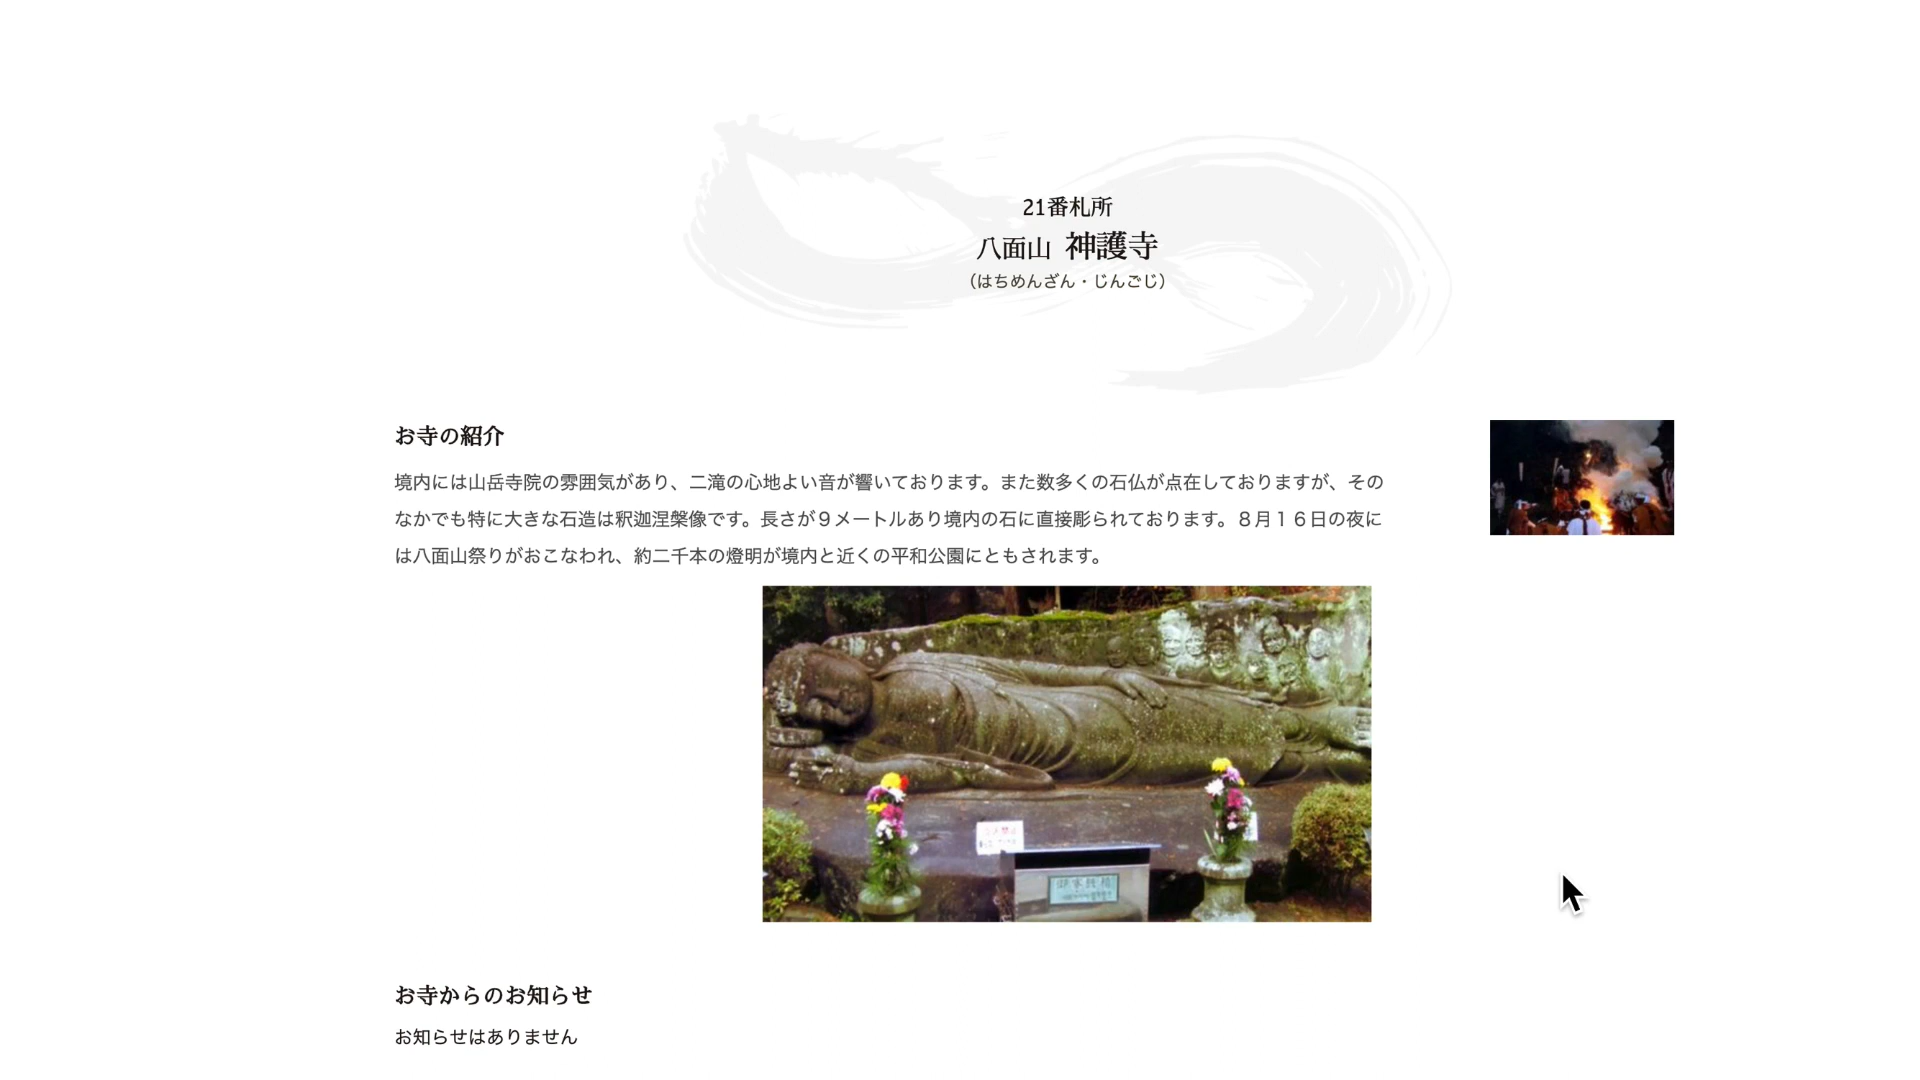 21番札所
八面山 神護寺
（はちめんざん・じんごじ）
お寺の紹介
境内には山岳寺院の雰囲気があり、二滝の心地よい音が響いております。また数多くの石仏が点在しておりますが、その
なかでも特に大きな石造は釈迦涅槃像です。長さが９メートルあり境内の石に直接彫られております。８月１６日の夜に
は八面山祭りがおこなわれ、約二千本の燈明が境内と近くの平和公園にともされます。
お寺からのお知らせ
お知らせはありません